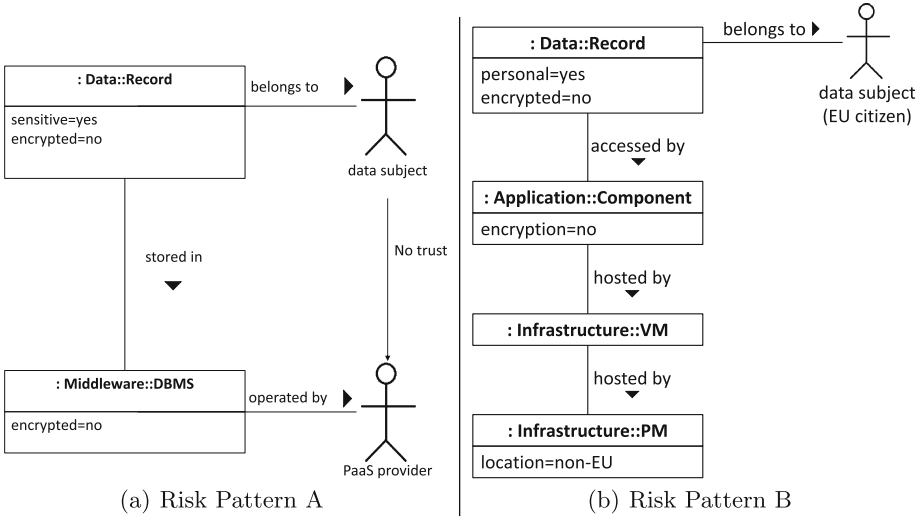 : Data::Record
sensitive=yes
encrypted=no
belongs to
data subject
stored in
No trust
: Middleware::DBMS
encrypted=no
operated by
PaaS provider
(a) Risk Pattern A
: Data::Record
personal=yes
encrypted=no
belongs to
data subject
(EU citizen)
accessed by
: Application::Component
encryption=no
hosted by
: Infrastructure::VM
hosted by
: Infrastructure::PM
location=non-EU
(b) Risk Pattern B